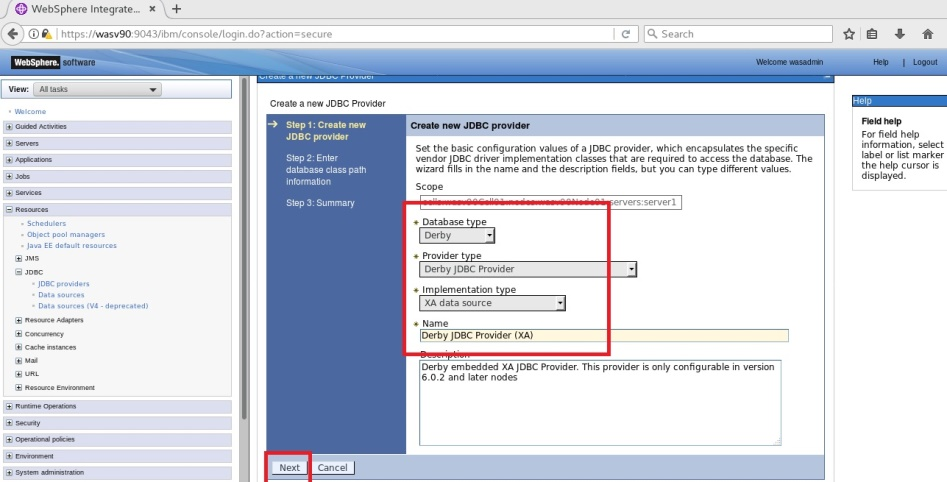 WebSphere Integrate...
https://wasv90:9043/ibm/console/login.do?action=secure
Search
WebSphere. software
Welcome wasadmin
Help | Logout
View: All tasks
Welcome
Guided Activities
Servers
Applications
Jobs
Services
Resources
Schedulers
Object pool managers
Java EE default resources
JMS
JDBC
JDBC providers
Data sources
Data sources (V4 - deprecated)
Resource Adapters
Concurrency
Cache instances
Mail
URL
Resource Environment
Runtime Operations
Security
Operational policies
Environment
System administration
Create a new JDBC Provider
Create a new JDBC Provider
Step 1: Create new
JDBC provider
Step 2: Enter
database class path
information
Step 3: Summary
Create new JDBC provider
Set the basic configuration values of a JDBC provider, which encapsulates the specific
vendor JDBC driver implementation classes that are required to access the database. The
wizard fills in the name and the description fields, but you can type different values.
Scope
cells:wasv90Cell01:nodes:wasv90Node01:servers:server1
Database type
Derby
Provider type
Derby JDBC Provider
Implementation type
XA data source
Name
Derby JDBC Provider (XA)
Description
Derby embedded XA JDBC Provider. This provider is only configurable in version
6.0.2 and later nodes
Next
Cancel
Help
Field help
For field help
information, select
label or list marker
the help cursor is
displayed.